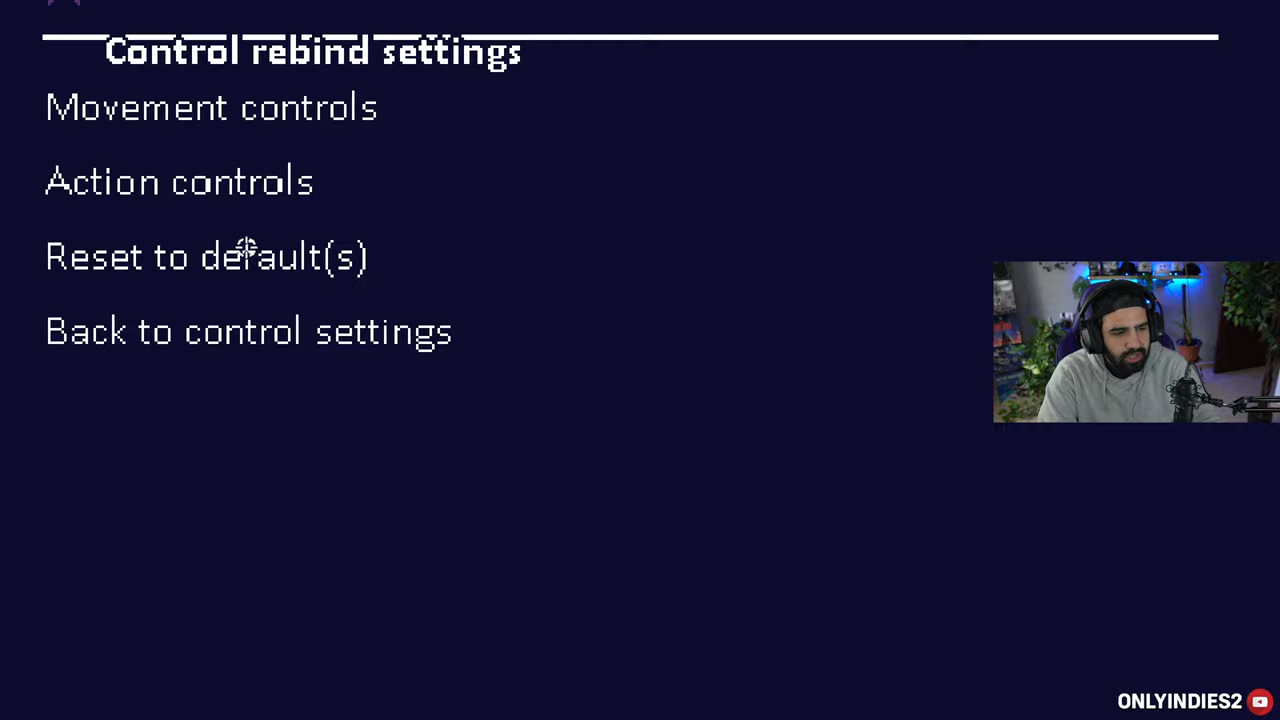 Control rebind settings
Movement controls
Action controls
Reset to default(s)
Back to control settings
ONLYINDIES2